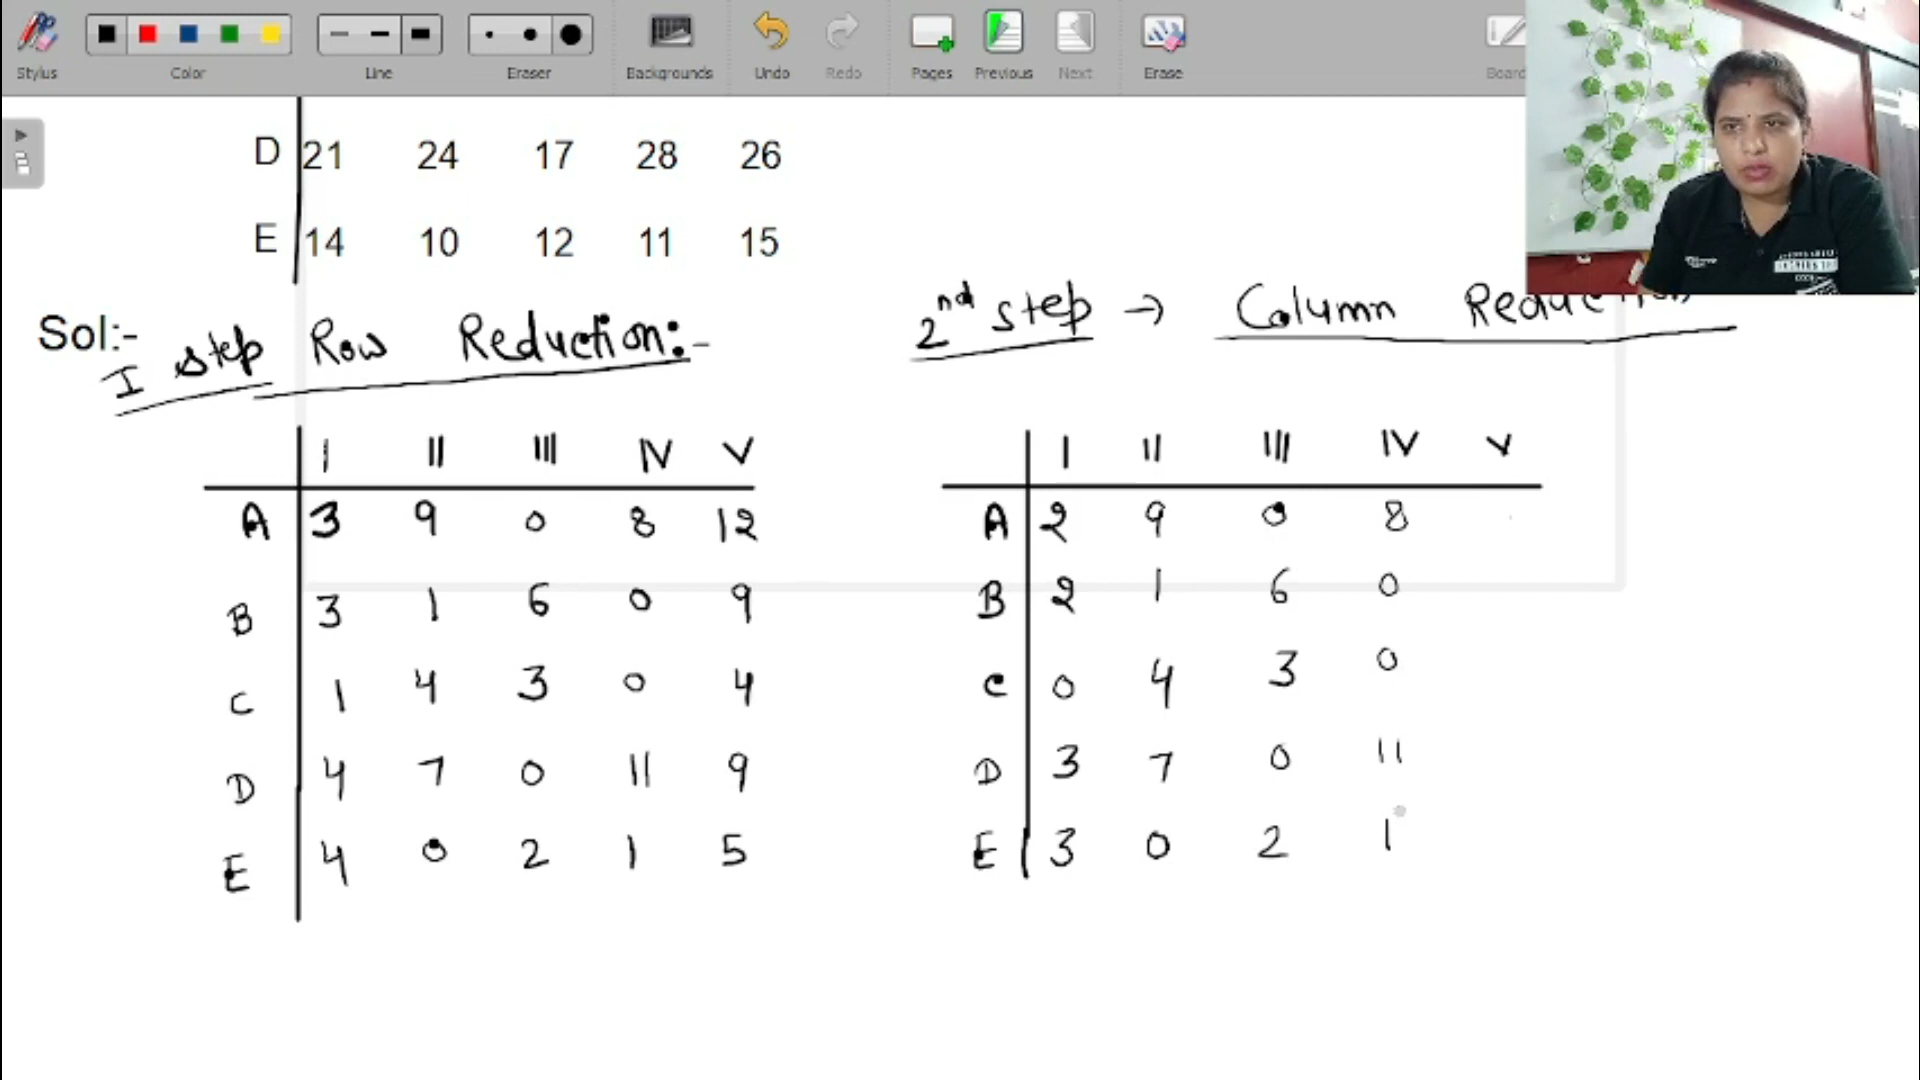 Stylus Color Line Eraser Backgrounds Undo Redo Pages Previous Next Erase Board
D 21 24 17 28 26
E 14 10 12 11 15
Sol:-
I step Row Reduction:-
I II III IV V
A 3 9 0 8 12
B 3 1 6 0 9
C 1 4 3 0 4
D 4 7 0 11 9
E 4 0 2 1 5
2nd step → Column Reduction
I II III IV V
A 2 9 0 8
B 2 1 6 0
C 0 4 3 0
D 3 7 0 11
E 3 0 2 1